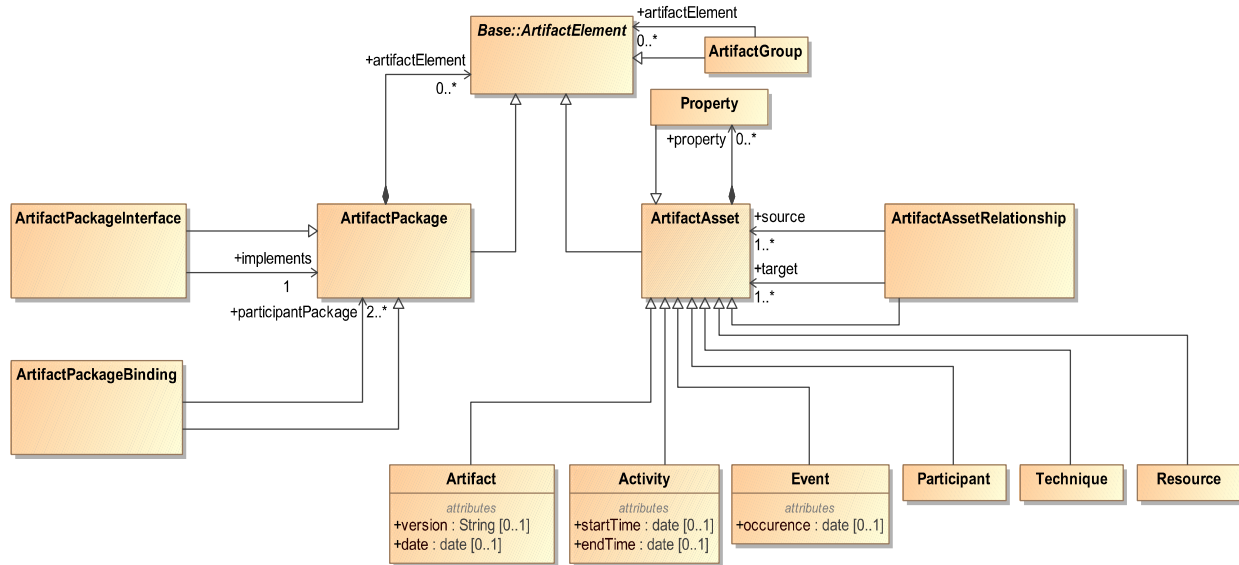 +artifactElement
Base::ArtifactElement
0..*
ArtifactGroup
+artifactElement
0..*
Property
+property 0..*
ArtifactPackageInterface
ArtifactPackage
ArtifactAsset
+source
1..*
ArtifactAssetRelationship
+implements
1
+target
1..*
+participantPackage 2..*
ArtifactPackageBinding
Artifact
attributes
+version : String [0..1]
+date : date [0..1]
Activity
attributes
+startTime : date [0..1]
+endTime : date [0..1]
Event
attributes
+occurence : date [0..1]
Participant
Technique
Resource